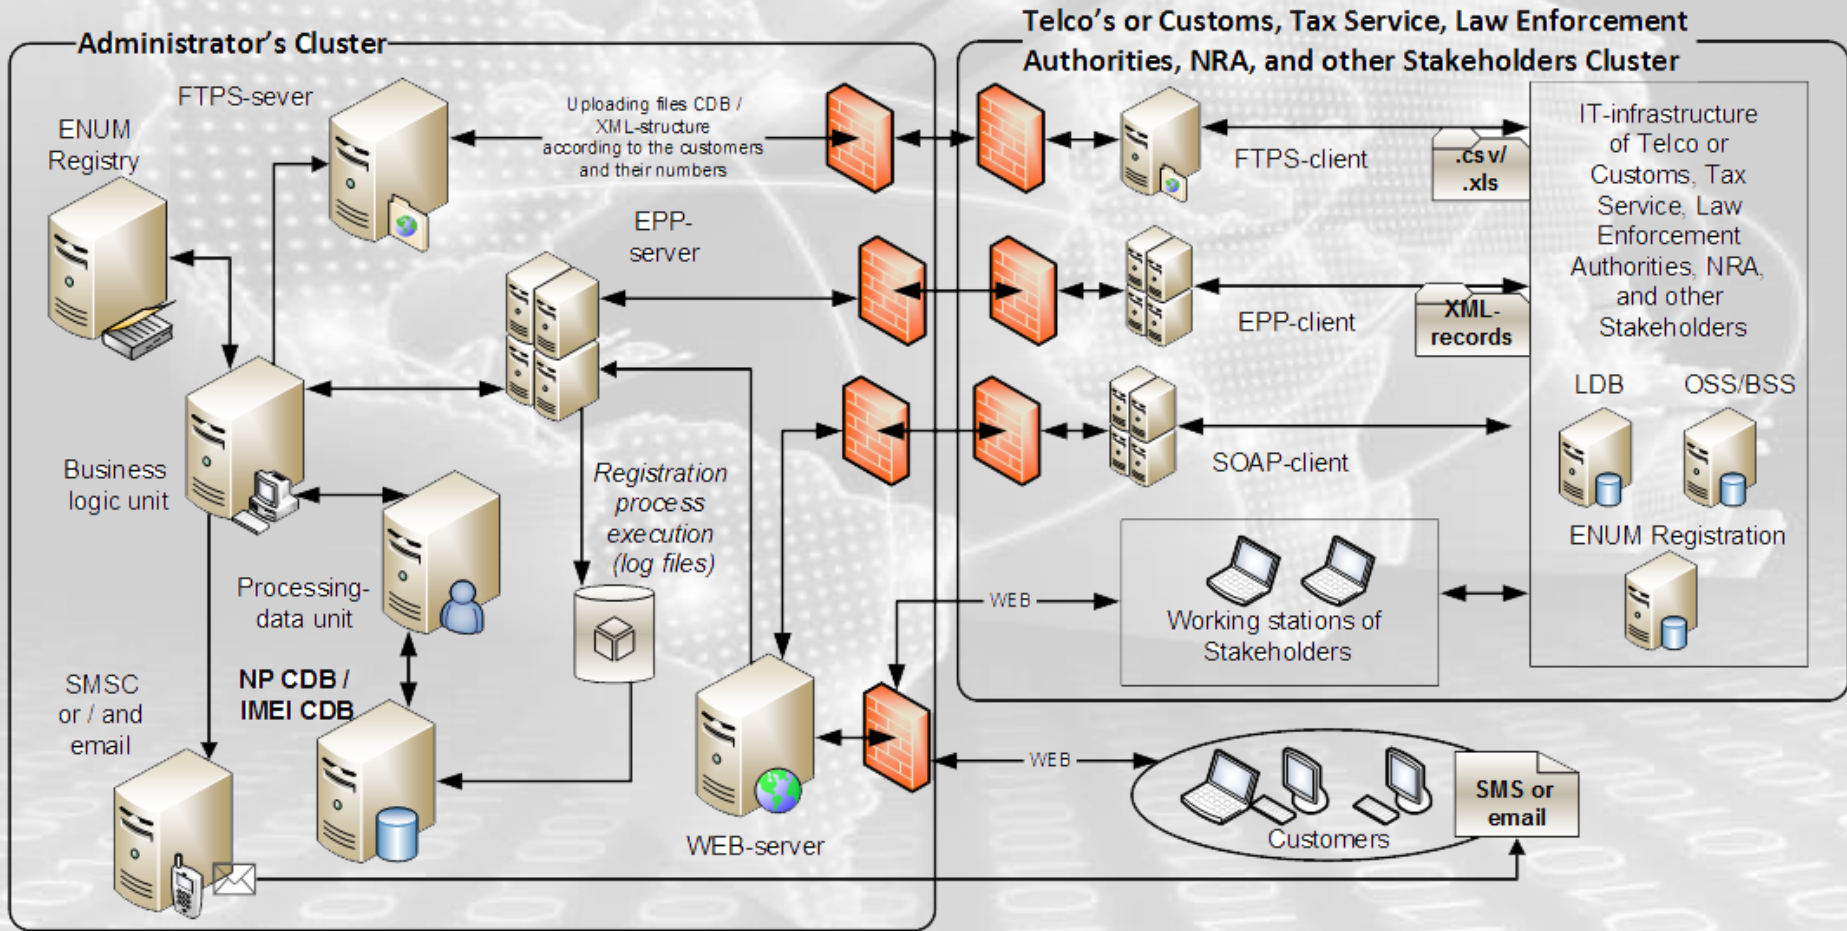 Administrator's Cluster
Telco's or Customs, Tax Service, Law Enforcement
Authorities, NRA, and other Stakeholders Cluster
FTPS-sever
ENUM
Registry
Uploading files CDB /
XML-structure
according to the customers
and their numbers
EPP-
server
Business
logic unit
Registration
process
execution
(log files)
Processing-
data unit
NP CDB /
IMEI CDB
SMSC
or / and
email
WEB-server
FTPS-client
.csv/
.xls
EPP-client
XML-
records
SOAP-client
IT-infrastructure
of Telco or
Customs, Tax
Service, Law
Enforcement
Authorities, NRA,
and other
Stakeholders
LDB
OSS/BSS
ENUM Registration
WEB
Working stations of
Stakeholders
WEB
Customers
SMS or
email